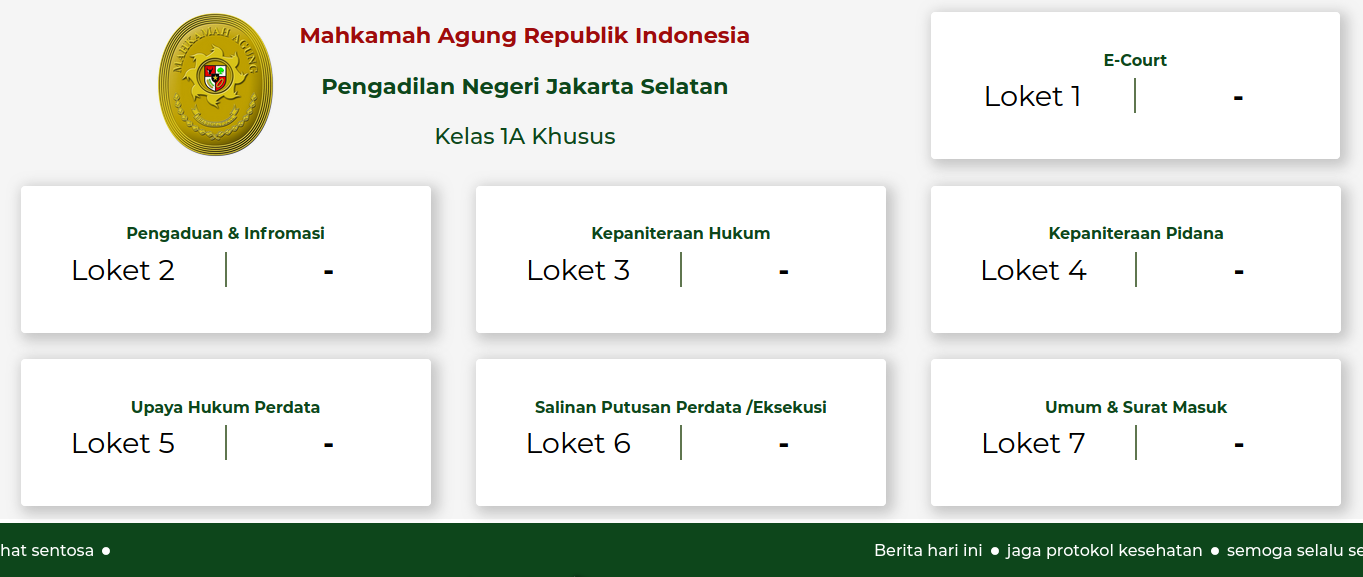 MAHKAMAH AGUNG
Mahkamah Agung Republik Indonesia
Pengadilan Negeri Jakarta Selatan
Kelas 1A Khusus
E-Court
Loket 1 -
Pengaduan & Infromasi
Loket 2 -
Kepaniteraan Hukum
Loket 3 -
Kepaniteraan Pidana
Loket 4 -
Upaya Hukum Perdata
Loket 5 -
Salinan Putusan Perdata /Eksekusi
Loket 6 -
Umum & Surat Masuk
Loket 7 -
hat sentosa ● Berita hari ini ● jaga protokol kesehatan ● semoga selalu se